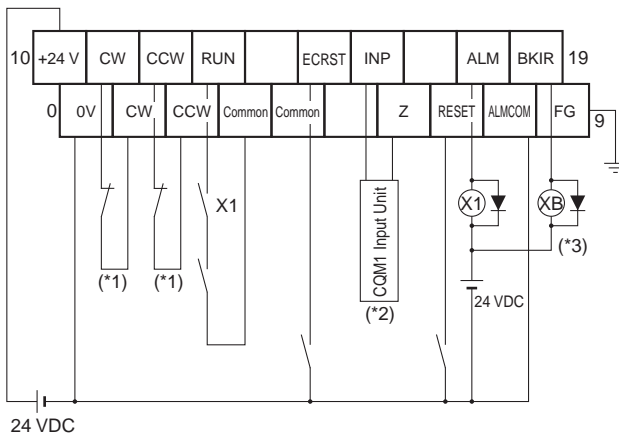 10 +24 V CW CCW RUN ECRST INP ALM BKIR 19
0 0V CW CCW Common Common Z RESET ALMCOM FG 9
X1 X1 XB
CQM1 Input Unit
(*1) (*1) (*2) (*3)
24 VDC
24 VDC